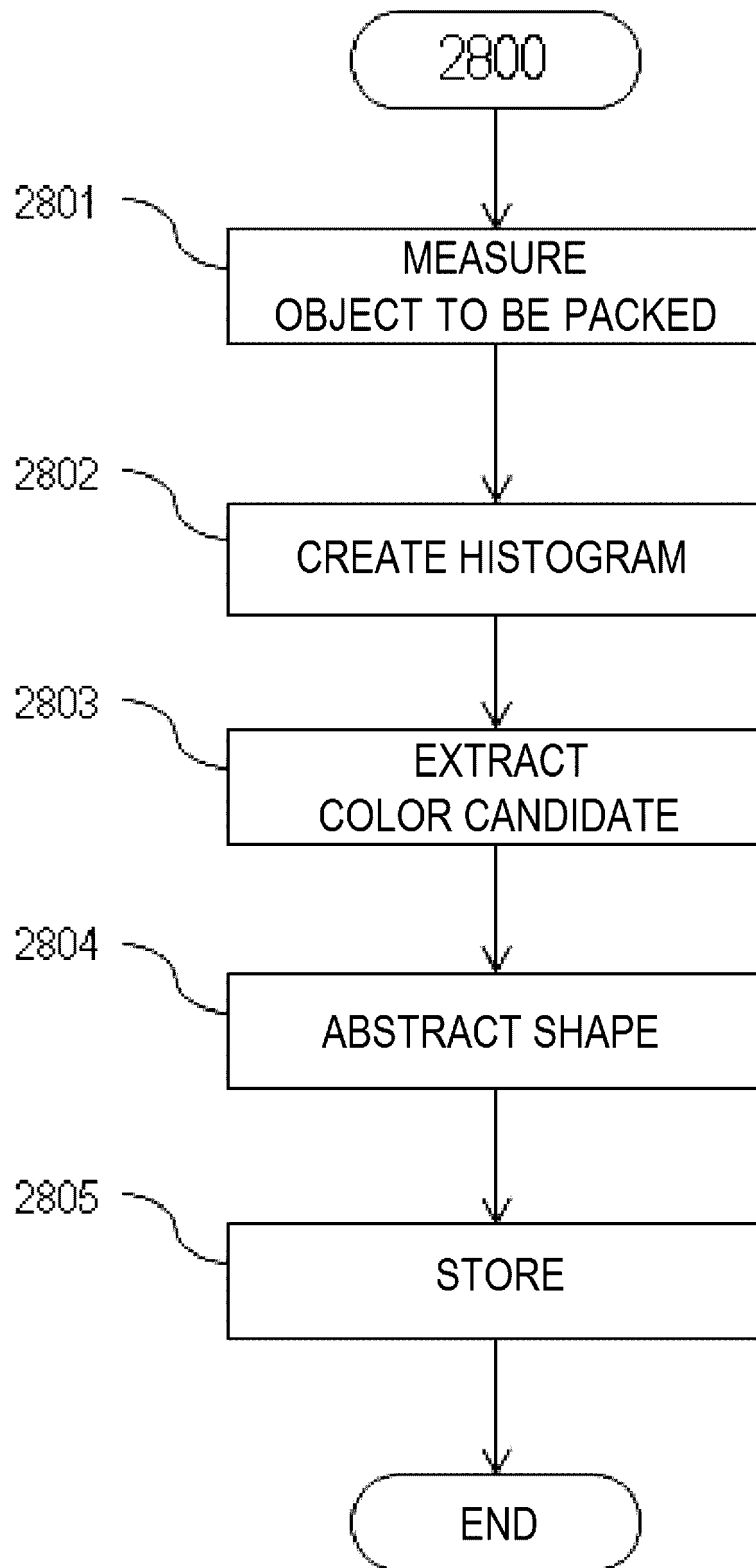 2800
2801
MEASURE
OBJECT TO BE PACKED
2802
CREATE HISTOGRAM
2803
EXTRACT
COLOR CANDIDATE
2804
ABSTRACT SHAPE
2805
STORE
END